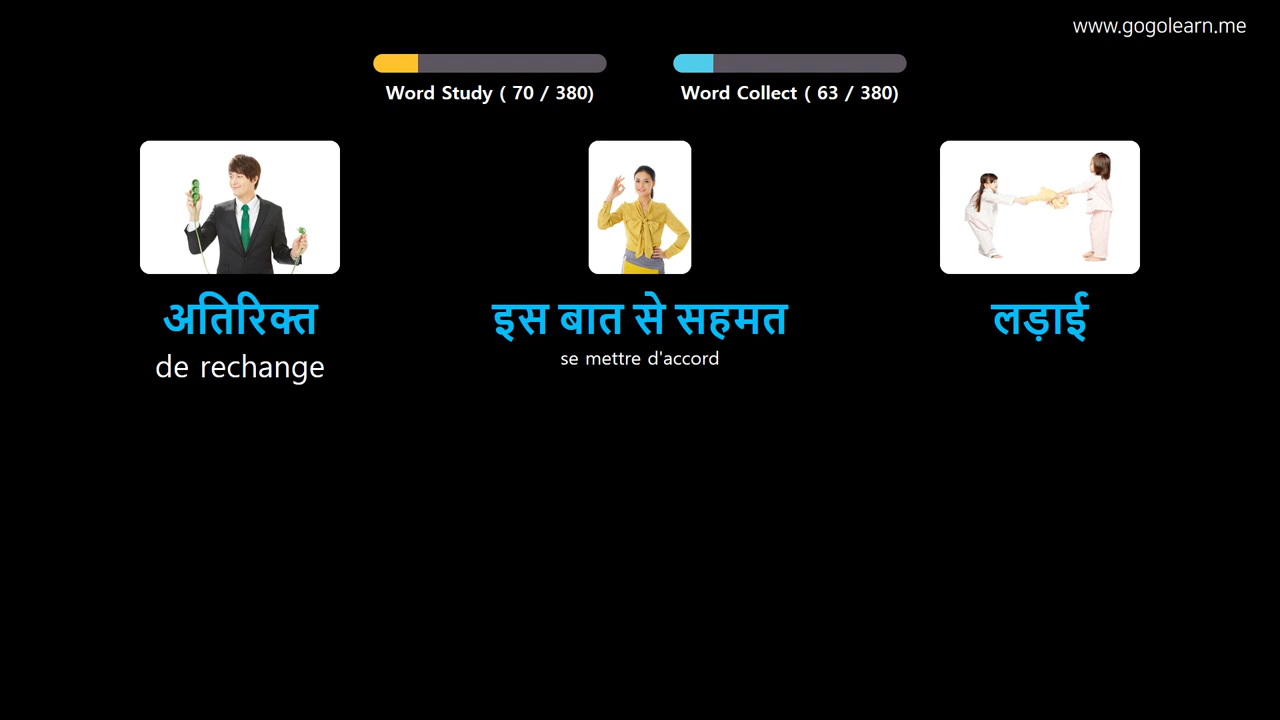 www.gogolearn.me
Word Study ( 70 / 380)
Word Collect ( 63 / 380)
अतिरिक्त
de rechange
इस बात से सहमत
se mettre d'accord
लड़ाई